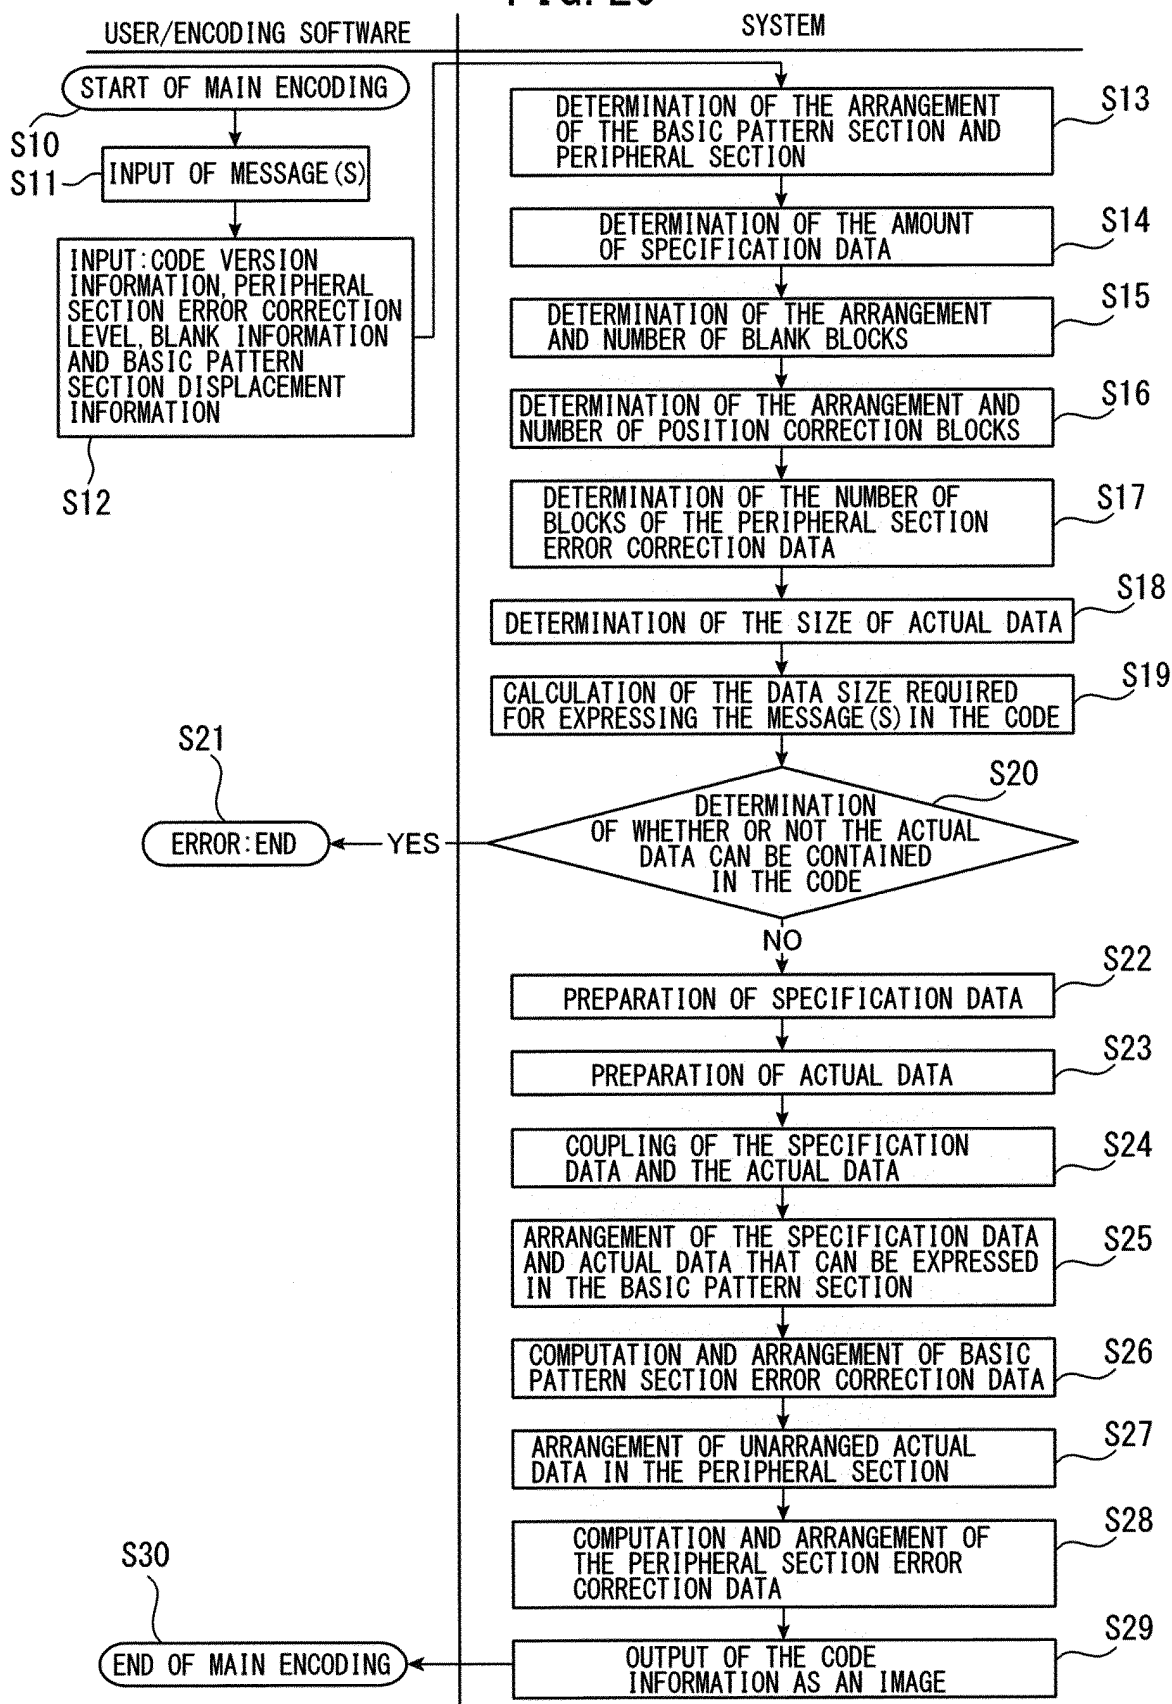 USER/ENCODING SOFTWARE
SYSTEM
START OF MAIN ENCODING
S10
INPUT OF MESSAGE(S)
S11
INPUT:CODE VERSION
INFORMATION, PERIPHERAL
SECTION ERROR CORRECTION
LEVEL, BLANK INFORMATION
AND BASIC PATTERN
SECTION DISPLACEMENT
INFORMATION
S12
DETERMINATION OF THE ARRANGEMENT
OF THE BASIC PATTERN SECTION AND
PERIPHERAL SECTION
S13
DETERMINATION OF THE AMOUNT
OF SPECIFICATION DATA
S14
DETERMINATION OF THE ARRANGEMENT
AND NUMBER OF BLANK BLOCKS
S15
DETERMINATION OF THE ARRANGEMENT AND
NUMBER OF POSITION CORRECTION BLOCKS
S16
DETERMINATION OF THE NUMBER OF
BLOCKS OF THE PERIPHERAL SECTION
ERROR CORRECTION DATA
S17
DETERMINATION OF THE SIZE OF ACTUAL DATA
S18
CALCULATION OF THE DATA SIZE REQUIRED
FOR EXPRESSING THE MESSAGE(S) IN THE CODE
S19
DETERMINATION
OF WHETHER OR NOT THE ACTUAL
DATA CAN BE CONTAINED
IN THE CODE
S20
YES
S21
ERROR:END
NO
PREPARATION OF SPECIFICATION DATA
S22
PREPARATION OF ACTUAL DATA
S23
COUPLING OF THE SPECIFICATION
DATA AND THE ACTUAL DATA
S24
ARRANGEMENT OF THE SPECIFICATION DATA
AND ACTUAL DATA THAT CAN BE EXPRESSED
IN THE BASIC PATTERN SECTION
S25
COMPUTATION AND ARRANGEMENT OF BASIC
PATTERN SECTION ERROR CORRECTION DATA
S26
ARRANGEMENT OF UNARRANGED ACTUAL
DATA IN THE PERIPHERAL SECTION
S27
COMPUTATION AND ARRANGEMENT OF
THE PERIPHERAL SECTION ERROR
CORRECTION DATA
S28
OUTPUT OF THE CODE
INFORMATION AS AN IMAGE
S29
S30
END OF MAIN ENCODING